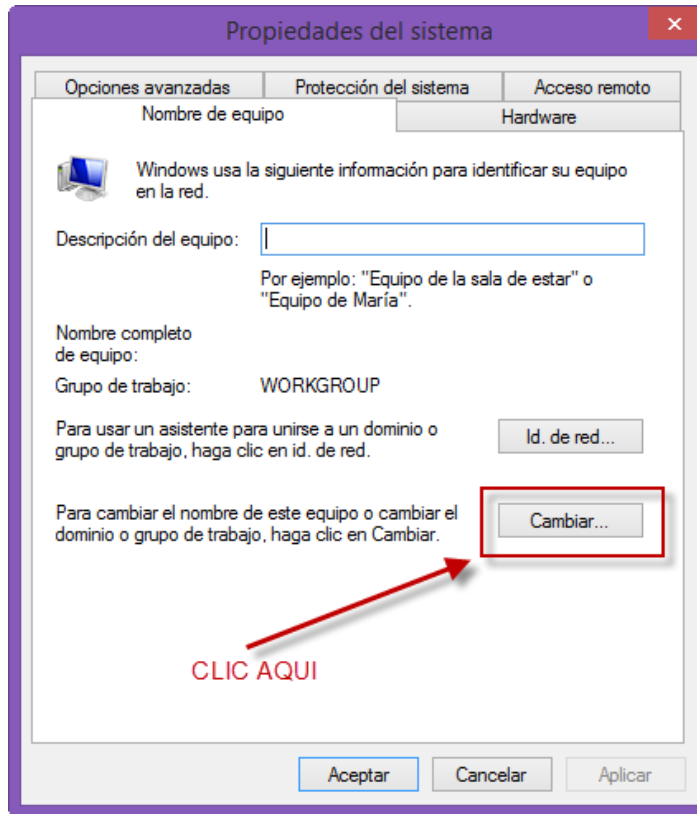 Propiedades del sistema
Opciones avanzadas
Protección del sistema
Acceso remoto
Nombre de equipo
Hardware
Windows usa la siguiente información para identificar su equipo
en la red.
Descripción del equipo:
Por ejemplo: "Equipo de la sala de estar" o
"Equipo de María".
Nombre completo
de equipo:
Grupo de trabajo:
WORKGROUP
Para usar un asistente para unirse a un dominio o
grupo de trabajo, haga clic en id. de red.
Id. de red...
Para cambiar el nombre de este equipo o cambiar el
dominio o grupo de trabajo, haga clic en Cambiar.
Cambiar...
CLIC AQUI
Aceptar
Cancelar
Aplicar